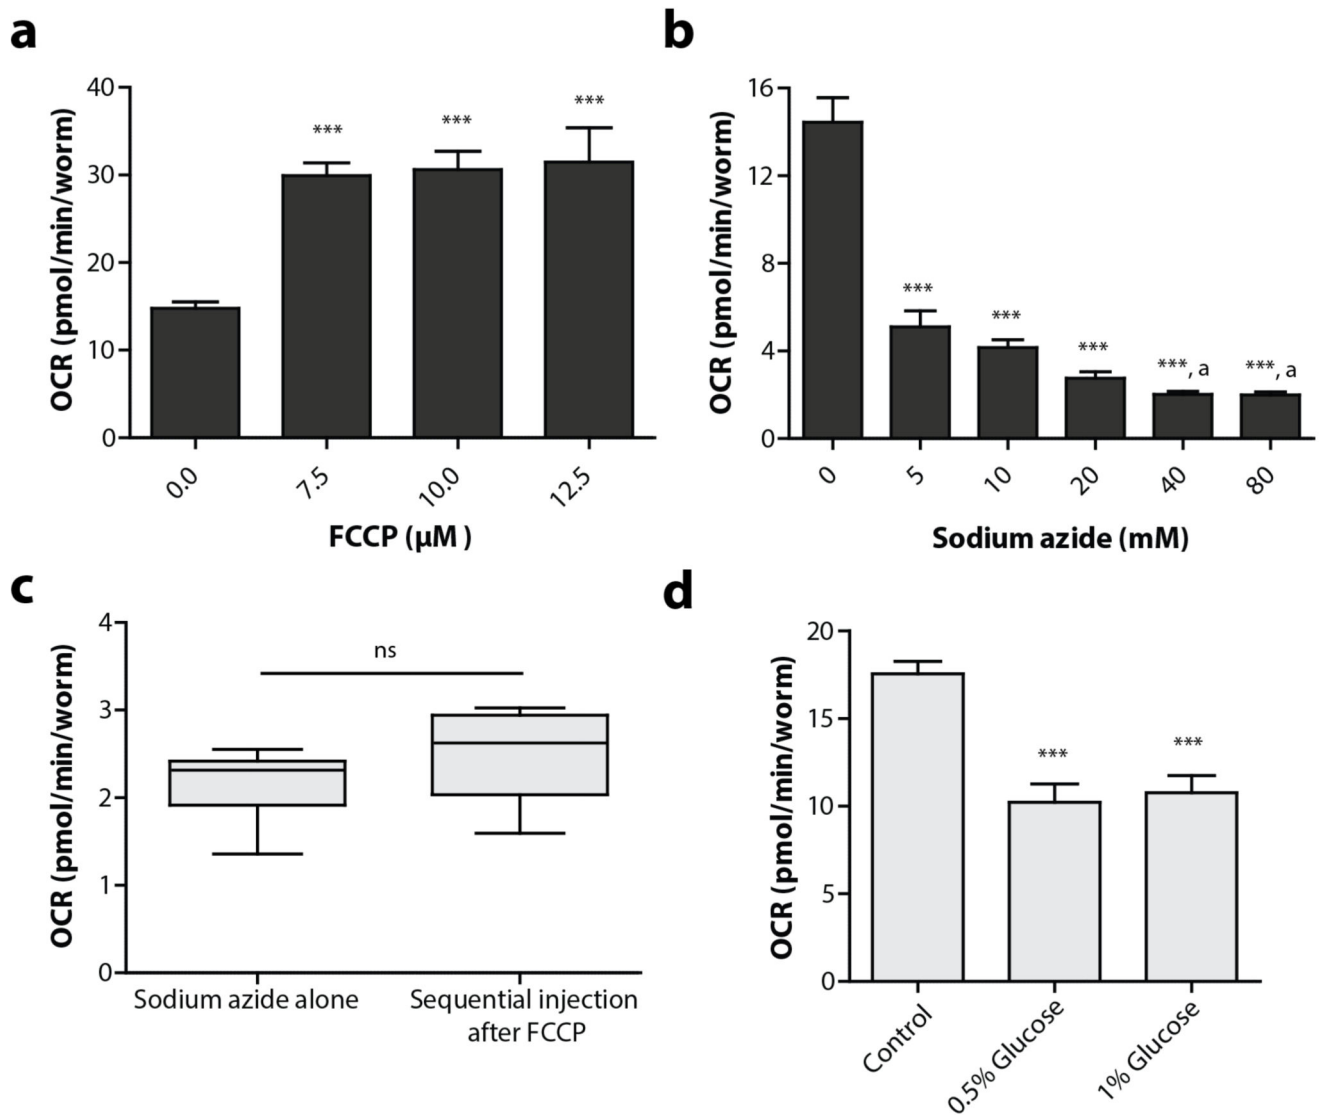 a
OCR (pmol/min/worm)
40
30
20
10
0
***
***
***
0.0
7.5
10.0
12.5
FCCP (µM )
b
OCR (pmol/min/worm)
16
12
8
4
0
***
***
***
***, a
***, a
0
5
10
20
40
80
Sodium azide (mM)
c
OCR (pmol/min/worm)
4
3
2
1
0
ns
Sodium azide alone
Sequential injection
after FCCP
d
OCR (pmol/min/worm)
20
15
10
5
0
***
***
Control
0.5% Glucose
1% Glucose